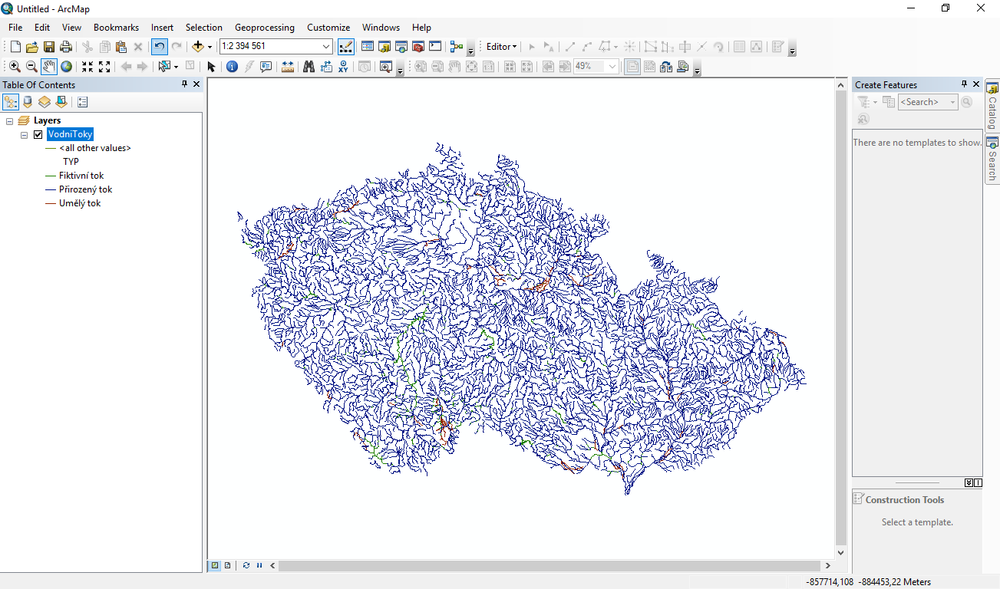 Untitled - ArcMap
File Edit View Bookmarks Insert Selection Geoprocessing Customize Windows Help
1:2 394 561
Editor
XY
49%
Table Of Contents
Create Features
<Search>
Catalog
Search
Layers
VodniToky
<all other values>
TYP
Fiktivní tok
Přirozený tok
Umělý tok
There are no templates to show.
Construction Tools
Select a template.
-857714,108 -884453,22 Meters